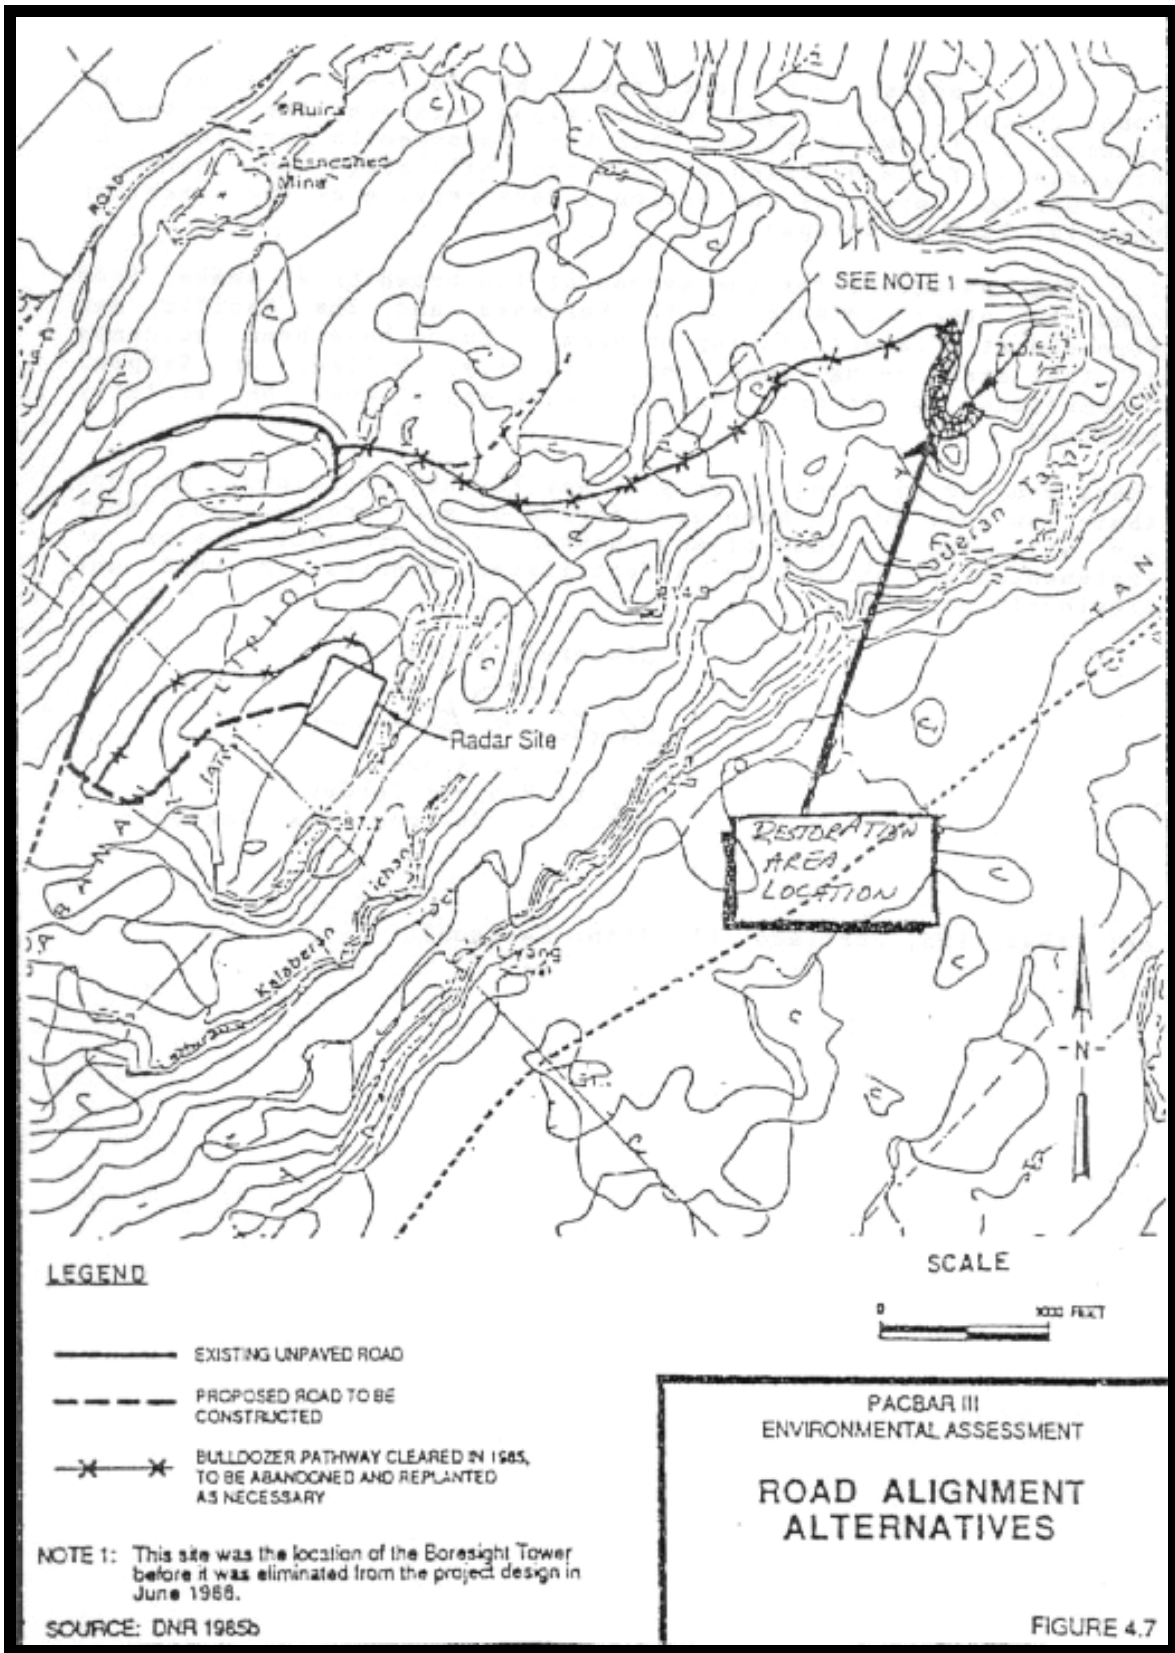 Ruins
Abandoned
Mine
ROAD
SEE NOTE 1
Radar Site
Kalaberan
Lichan
RESTORATION
AREA
LOCATION
-N-
LEGEND
EXISTING UNPAVED ROAD
PROPOSED ROAD TO BE
CONSTRUCTED
BULLDOZER PATHWAY CLEARED IN 1985,
TO BE ABANDONED AND REPLANTED
AS NECESSARY
NOTE 1: This site was the location of the Boresight Tower
before it was eliminated from the project design in
June 1986.
SOURCE: DNR 1985b
SCALE
0 1000 FEET
PACBAR III
ENVIRONMENTAL ASSESSMENT
ROAD ALIGNMENT
ALTERNATIVES
FIGURE 4.7